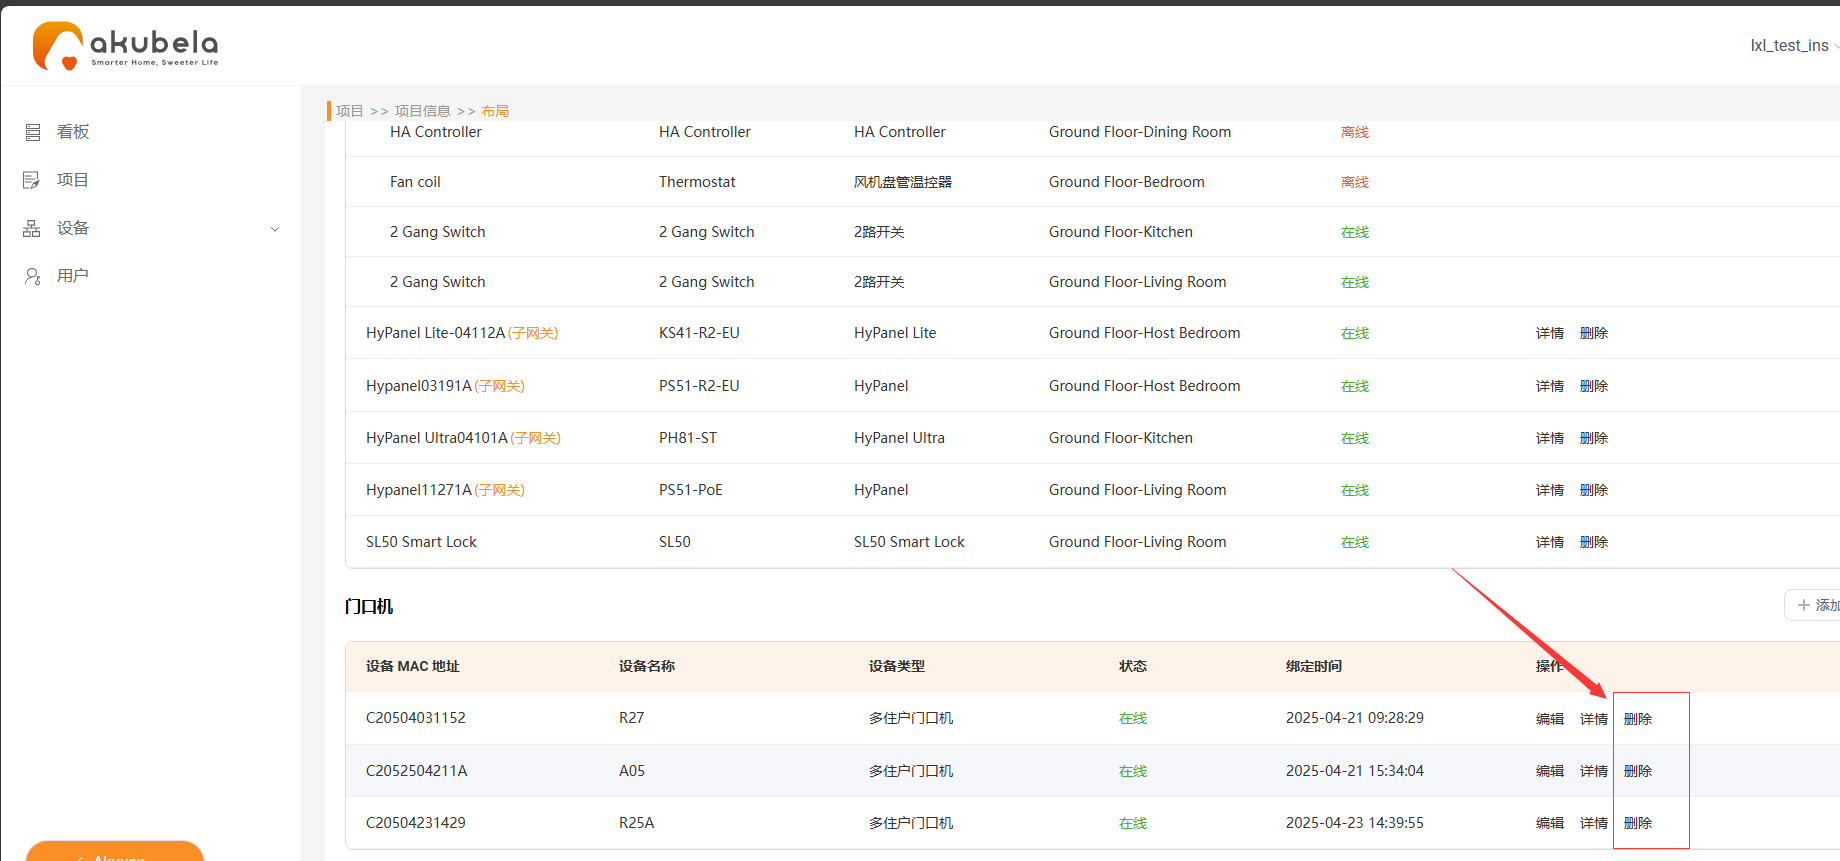 akubela
Smarter Home, Sweeter Life
lxl_test_ins
看板
项目
设备
用户
项目 >> 项目信息 >> 布局
HA Controller HA Controller HA Controller Ground Floor-Dining Room 离线
Fan coil Thermostat 风机盘管温控器 Ground Floor-Bedroom 离线
2 Gang Switch 2 Gang Switch 2路开关 Ground Floor-Kitchen 在线
2 Gang Switch 2 Gang Switch 2路开关 Ground Floor-Living Room 在线
HyPanel Lite-04112A(子网关) KS41-R2-EU HyPanel Lite Ground Floor-Host Bedroom 在线 详情 删除
Hypanel03191A(子网关) PS51-R2-EU HyPanel Ground Floor-Host Bedroom 在线 详情 删除
HyPanel Ultra04101A(子网关) PH81-ST HyPanel Ultra Ground Floor-Kitchen 在线 详情 删除
Hypanel11271A(子网关) PS51-PoE HyPanel Ground Floor-Living Room 在线 详情 删除
SL50 Smart Lock SL50 SL50 Smart Lock Ground Floor-Living Room 在线 详情 删除
门口机 添加
设备 MAC 地址 设备名称 设备类型 状态 绑定时间 操作
C20504031152 R27 多住户门口机 在线 2025-04-21 09:28:29 编辑 详情 删除
C2052504211A A05 多住户门口机 在线 2025-04-21 15:34:04 编辑 详情 删除
C20504231429 R25A 多住户门口机 在线 2025-04-23 14:39:55 编辑 详情 删除